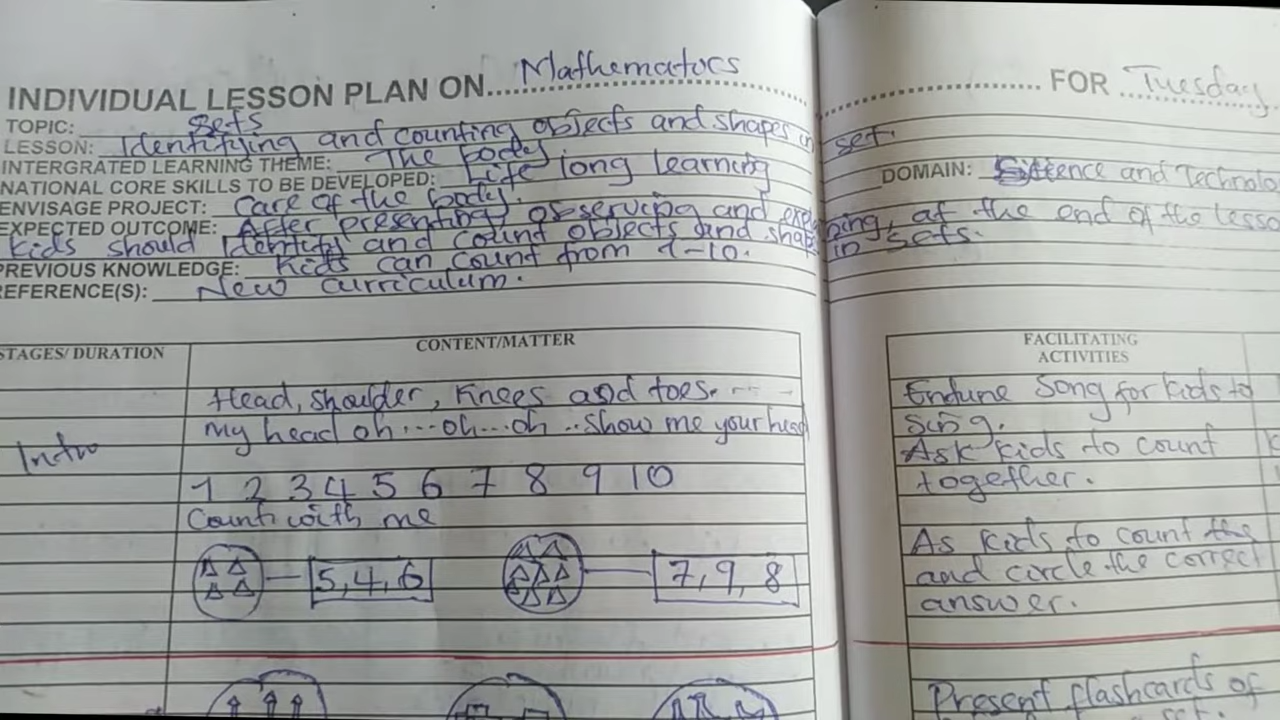 INDIVIDUAL LESSON PLAN ON Mathematics FOR Tuesday
TOPIC: Sets
LESSON: Identifying and counting objects and shapes in set.
INTERGRATED LEARNING THEME: The body
NATIONAL CORE SKILLS TO BE DEVELOPED: Life long learning DOMAIN: Science and Technolo
ENVISAGE PROJECT: Care of the body.
EXPECTED OUTCOME: After presenting, observing and at the end of the lesso
Kids should Identify and count objects and shap in sets.
PREVIOUS KNOWLEDGE: Kids can count from 1-10.
REFERENCE(S): New curriculum.
STAGES/ DURATION
CONTENT/MATTER
FACILITATING
ACTIVITIES
Intro
Head, shoulder, Knees and toes.
my head oh...oh...oh..show me your head
1 2 3 4 5 6 7 8 9 10
Count with me
5,4,6
7,9,8
Endune Song for kids to
sing.
Ask kids to count
together.
As kids to count the
and circle the correct
answer.
Present flashcards of
set.